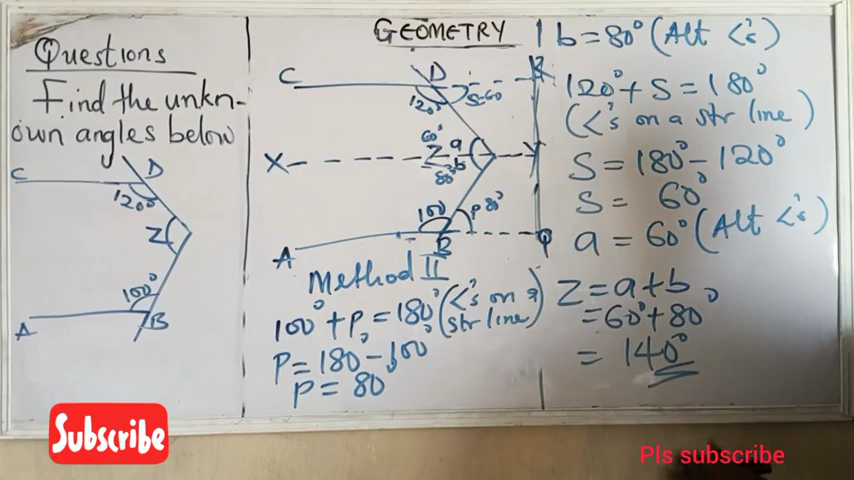 Questions
Find the unkn-
own angles below
C
D
120°
Z
100°
A
B
GEOMETRY
C
D
R
120°
S=60
60°
a
X
Z
Y
b
80°
100
P 80°
A
B
Q
Method II
100° + P = 180° (<'s on a
str line)
P = 180 - 100°
P = 80°
b = 80° (Alt <'s)
120° + S = 180°
(<'s on a str line)
S = 180° - 120°
S = 60°
a = 60° (Alt <'s)
Z = a + b
= 60° + 80°
= 140°
Subscribe
Pls subscribe